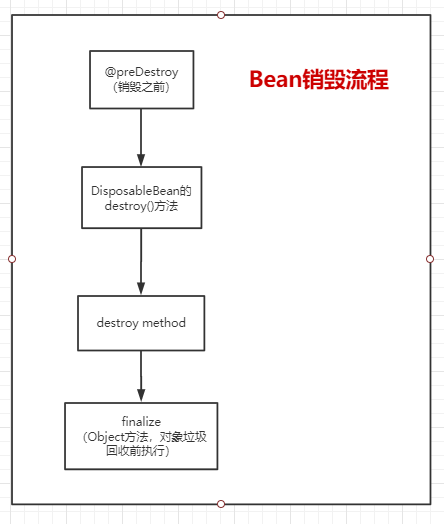 @preDestroy
（销毁之前）
Bean销毁流程
DisposableBean的
destroy()方法
destroy method
finalize
（Object方法，对象垃圾
回收前执行）